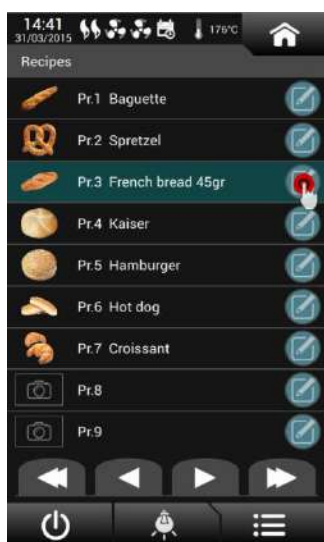 14:41
31/03/2015
176°C
Recipes
Pr.1 Baguette
Pr.2 Spretzel
Pr.3 French bread 45gr
Pr.4 Kaiser
Pr.5 Hamburger
Pr.6 Hot dog
Pr.7 Croissant
Pr.8
Pr.9